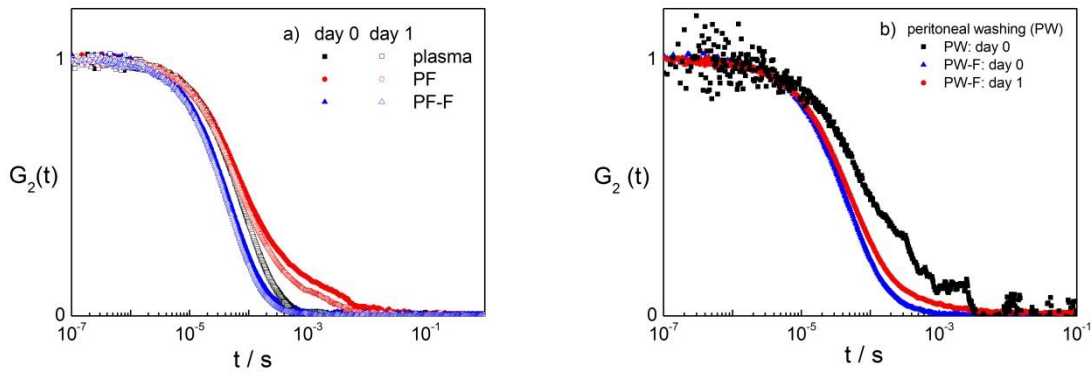 a) day 0 day 1
plasma
PF
PF-F
1
G₂(t)
0
10⁻⁷ 10⁻⁵ 10⁻³ 10⁻¹
t / s
b) peritoneal washing (PW)
PW: day 0
PW-F: day 0
PW-F: day 1
1
G₂ (t)
0
10⁻⁷ 10⁻⁵ 10⁻³ 10⁻¹
t / s